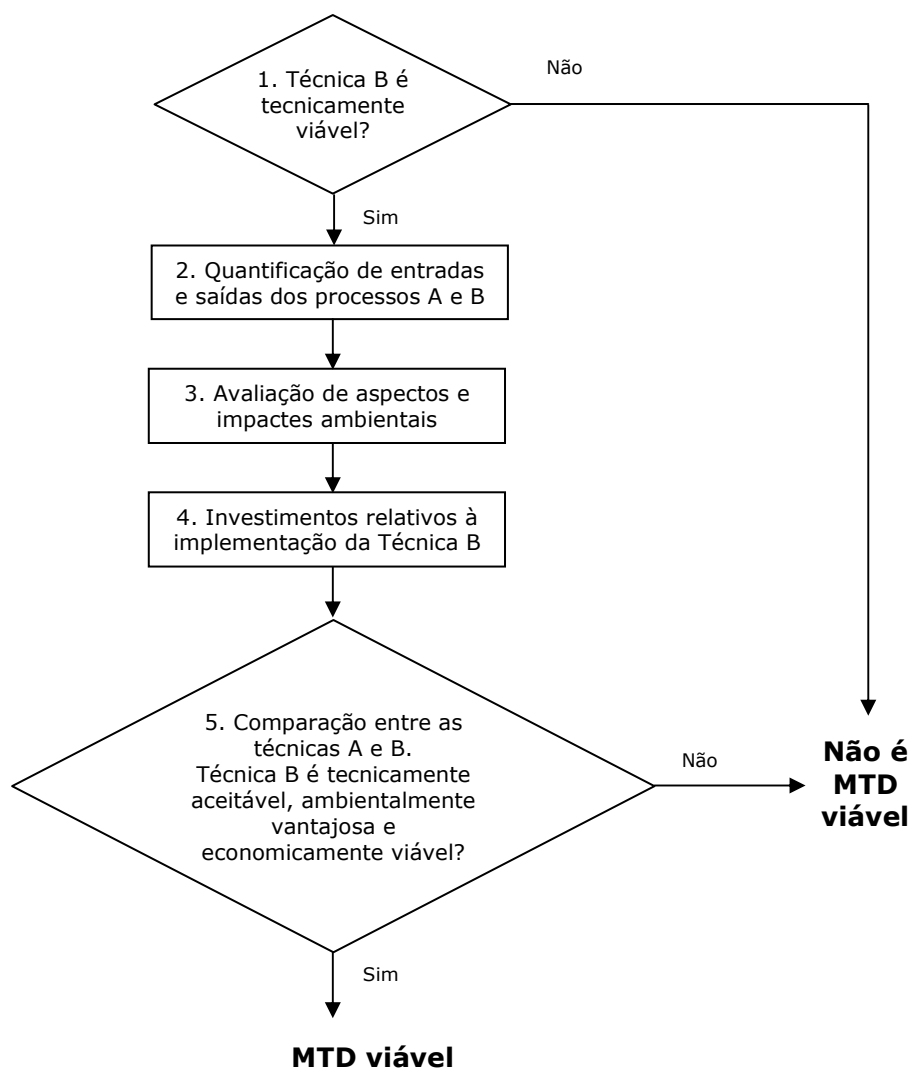 1. Técnica B é
tecnicamente
viável?
Não
Sim
2. Quantificação de entradas
e saídas dos processos A e B
3. Avaliação de aspectos e
impactes ambientais
4. Investimentos relativos à
implementação da Técnica B
5. Comparação entre as
técnicas A e B.
Técnica B é tecnicamente
aceitável, ambientalmente
vantajosa e
economicamente viável?
Não
Não é
MTD
viável
Sim
MTD viável